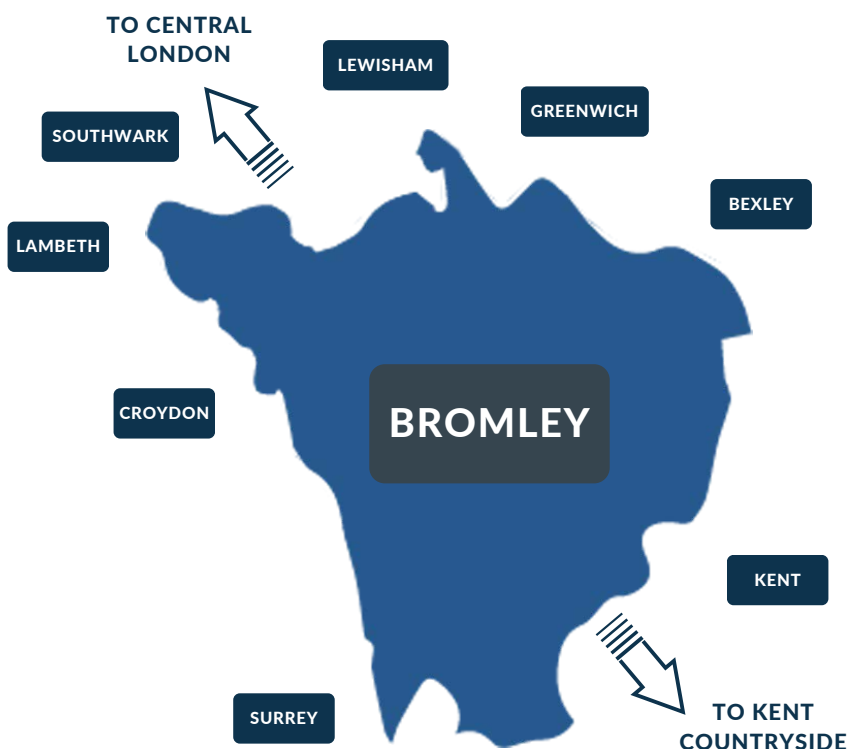 TO CENTRAL
LONDON
LEWISHAM
GREENWICH
SOUTHWARK
BEXLEY
LAMBETH
CROYDON
BROMLEY
KENT
SURREY
TO KENT
COUNTRYSIDE